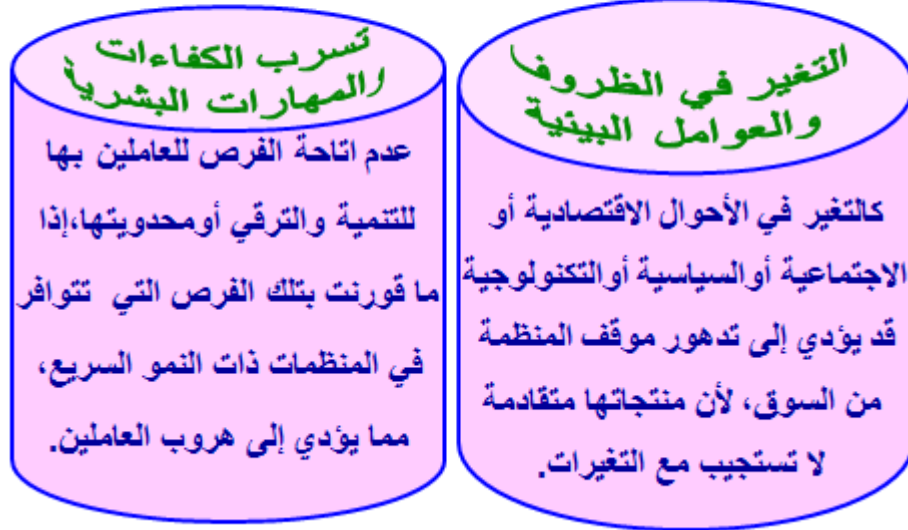 التغير في الظروف
والعوامل البيئية
كالتغير في الأحوال الاقتصادية أو
الاجتماعية أوالسياسية أوالتكنولوجية
قد يؤدي إلى تدهور موقف المنظمة
من السوق، لأن منتجاتها متقادمة
لا تستجيب مع التغيرات.
تسرب الكفاءات
والمهارات البشرية
عدم اتاحة الفرص للعاملين بها
للتنمية والترقي أومحدويتها،إذا
ما قورنت بتلك الفرص التي تتوافر
في المنظمات ذات النمو السريع،
مما يؤدي إلى هروب العاملين.